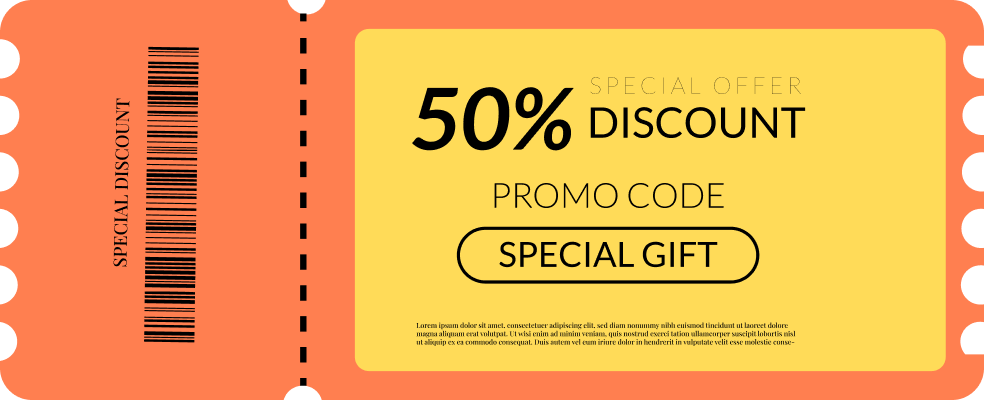 SPECIAL DISCOUNT
50%
SPECIAL OFFER
DISCOUNT
PROMO CODE
SPECIAL GIFT
Lorem ipsum dolor sit amet, consectetuer adipiscing elit, sed diam nonummy nibh euismod tincidunt ut laoreet dolore
magna aliquam erat volutpat. Ut wisi enim ad minim veniam, quis nostrud exerci tation ullamcorper suscipit lobortis nisl
ut aliquip ex ea commodo consequat. Duis autem vel eum iriure dolor in hendrerit in vulputate velit esse molestie conse-